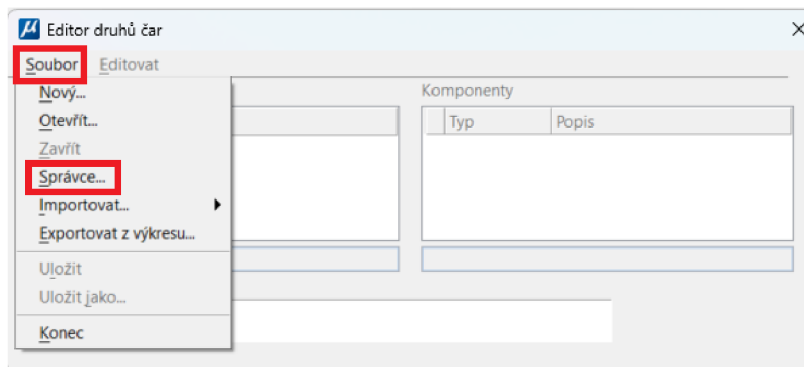 Editor druhů čar
Soubor Editovat
Nový...
Otevřít...
Zavřít
Správce...
Importovat...
Exportovat z výkresu...
Uložit
Uložit jako...
Konec
Komponenty
Typ Popis